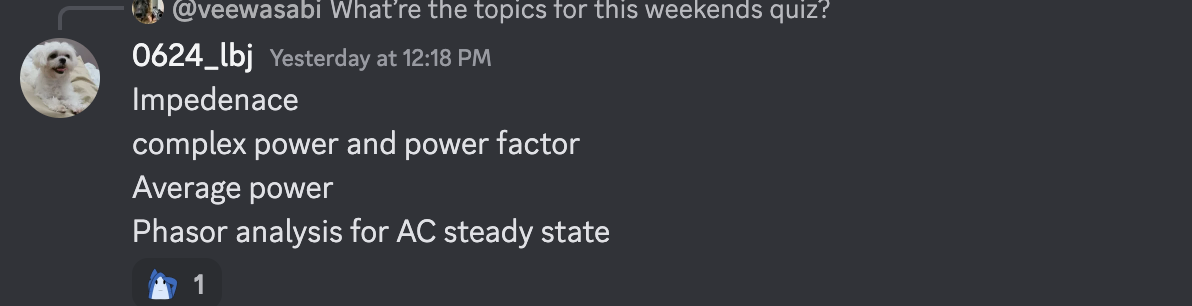 @veewasabi What're the topics for this weekends quiz?
0624_lbj Yesterday at 12:18 PM
Impedenace
complex power and power factor
Average power
Phasor analysis for AC steady state
1